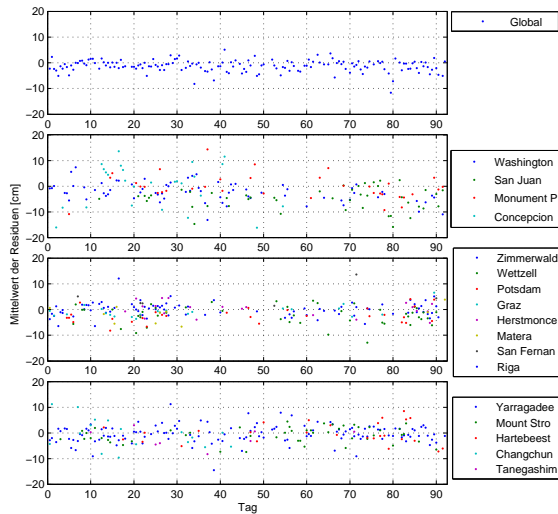 20
10
0
−10
−20
0 10 20 30 40 50 60 70 80 90
Global
20
10
0
−10
−20
0 10 20 30 40 50 60 70 80 90
Washington
San Juan
Monument P
Concepcion
Mittelwert der Residuen [cm]
20
10
0
−10
−20
0 10 20 30 40 50 60 70 80 90
Zimmerwald
Wettzell
Potsdam
Graz
Herstmonce
Matera
San Fernan
Riga
20
10
0
−10
−20
0 10 20 30 40 50 60 70 80 90
Tag
Yarragadee
Mount Stro
Hartebeest
Changchun
Tanegashim